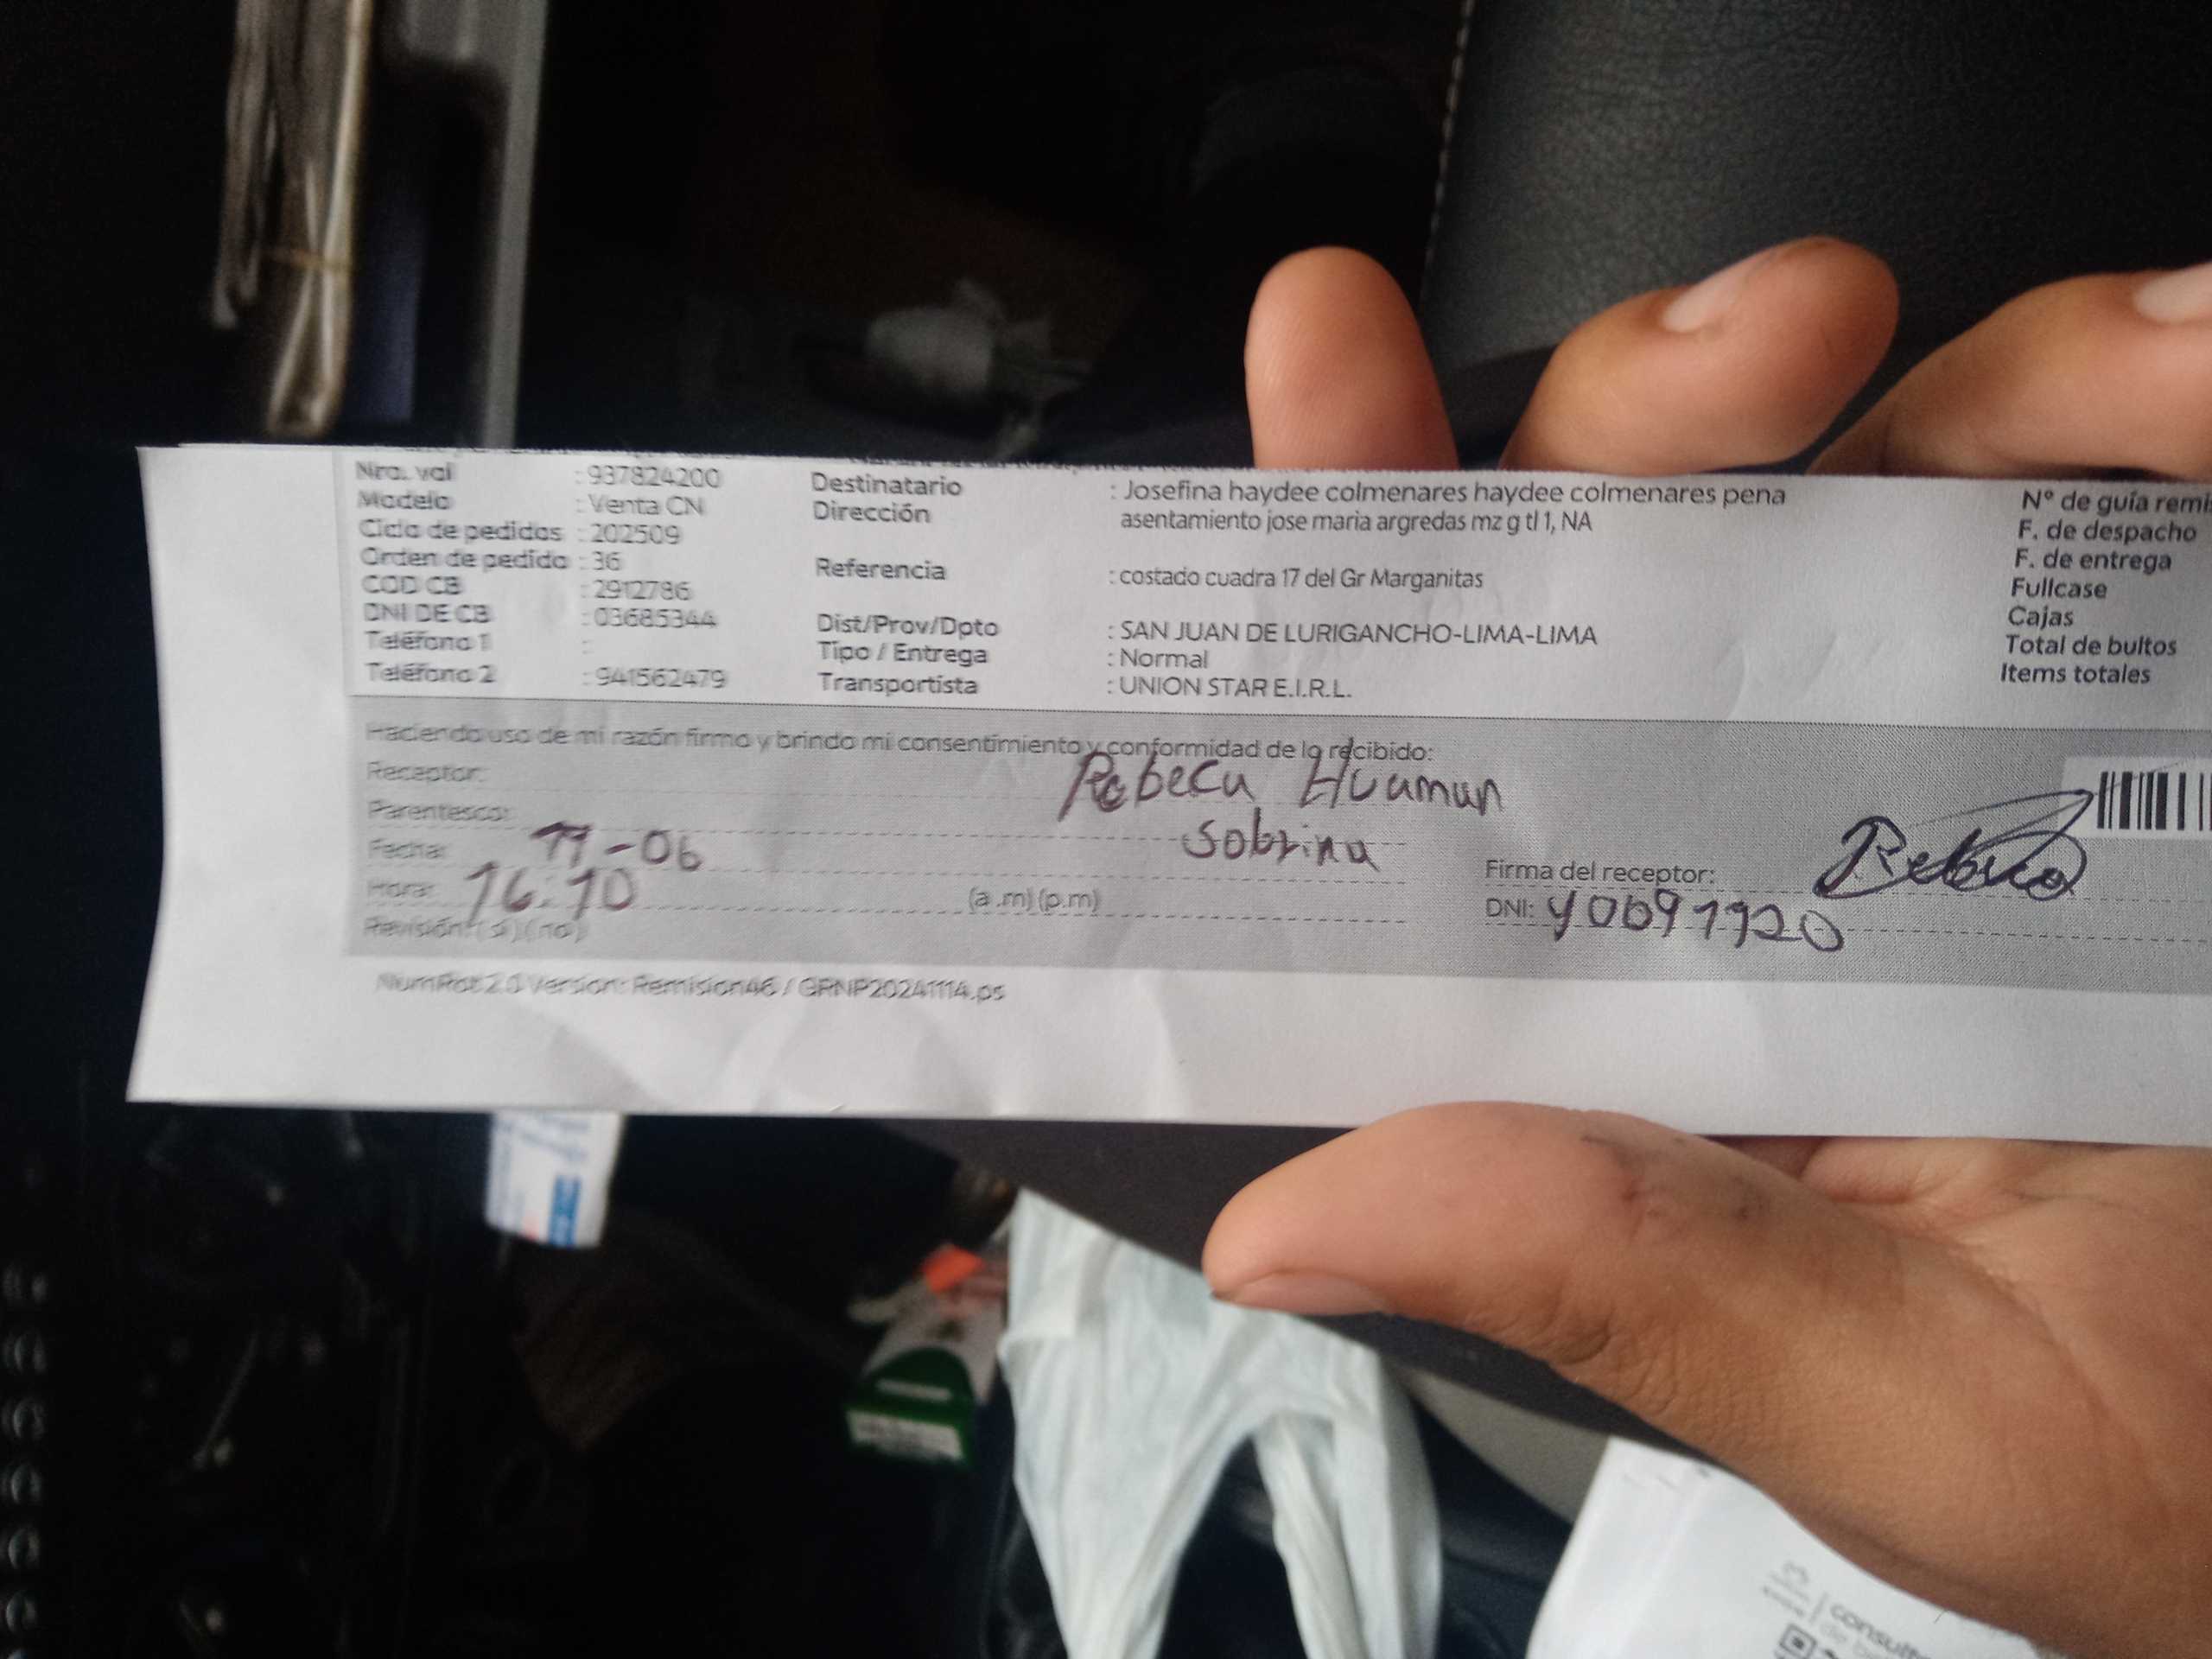 Nro. val : 937824200
Modelo : Venta CN
Ciclo de pedidos : 202509
Orden de pedido : 36
COD CB : 2912786
DNI DE CB : 03685344
Teléfono 1 :
Teléfono 2 : 941562479
Destinatario : Josefina haydee colmenares haydee colmenares pena
Dirección asentamiento jose maria argredas mz g tl 1, NA
Referencia : costado cuadra 17 del Gr Marganitas
Dist/Prov/Dpto : SAN JUAN DE LURIGANCHO-LIMA-LIMA
Tipo / Entrega : Normal
Transportista : UNION STAR E.I.R.L.
N° de guía remis
F. de despacho
F. de entrega
Fullcase
Cajas
Total de bultos
Items totales
Haciendo uso de mi razón firmo y brindo mi consentimiento y conformidad de lo recibido:
Receptor: Rebeca Huaman
Parentesco: Sobrina
Fecha: 11-06
Hora: 16:10 (a .m) (p.m)
Revisión: ( si ) ( no )
Firma del receptor: Rebeca
DNI: 40691920
NumRot 2.0 Version: Remision46 / GRNP20241114.ps